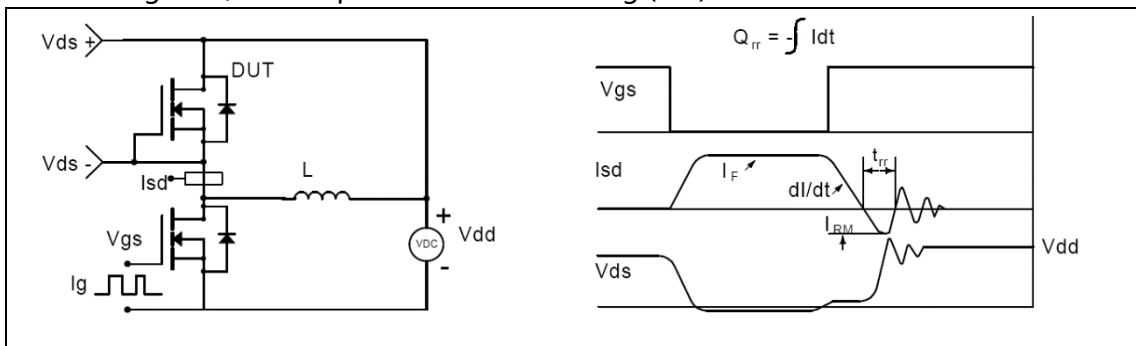 Vds +
DUT
Vds -
Isd
L
Vgs
Ig
+
VDC
-
Vdd
Q rr = -∫ Idt
Vgs
Isd
I F
dI/dt
t rr
I RM
Vdd
Vds